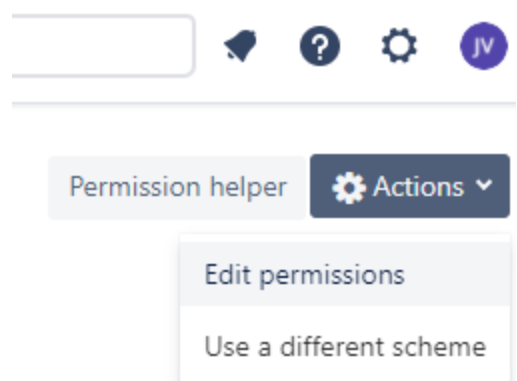 JV
Permission helper
Actions
Edit permissions
Use a different scheme